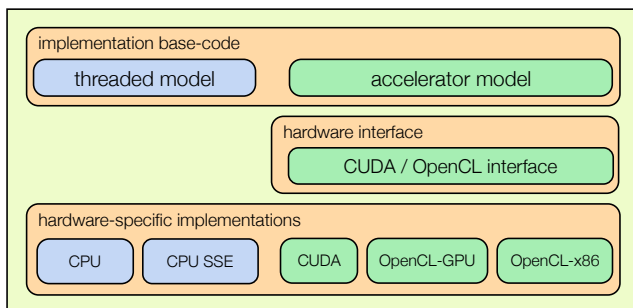 implementation base-code
threaded model
accelerator model
hardware interface
CUDA / OpenCL interface
hardware-specific implementations
CPU
CPU SSE
CUDA
OpenCL-GPU
OpenCL-x86